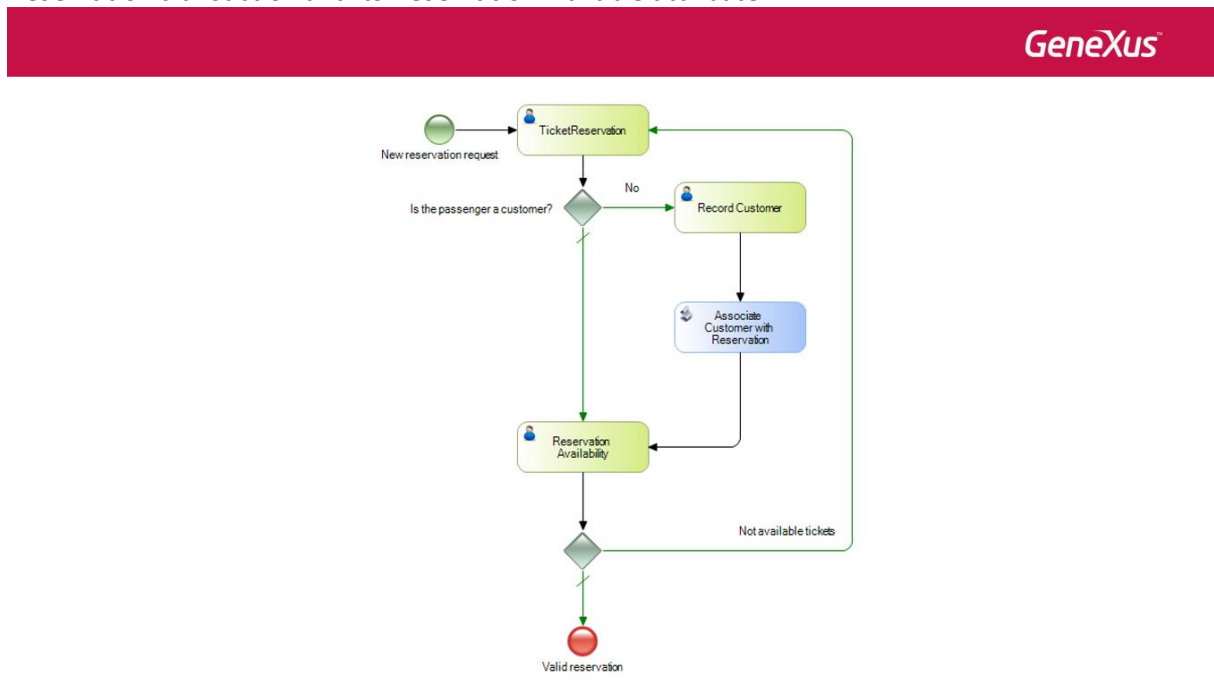 GeneXus™
TicketReservation
New reservation request
No
Is the passenger a customer?
Record Customer
Associate
Customer with
Reservation
Reservation
Availability
Not available tickets
Valid reservation